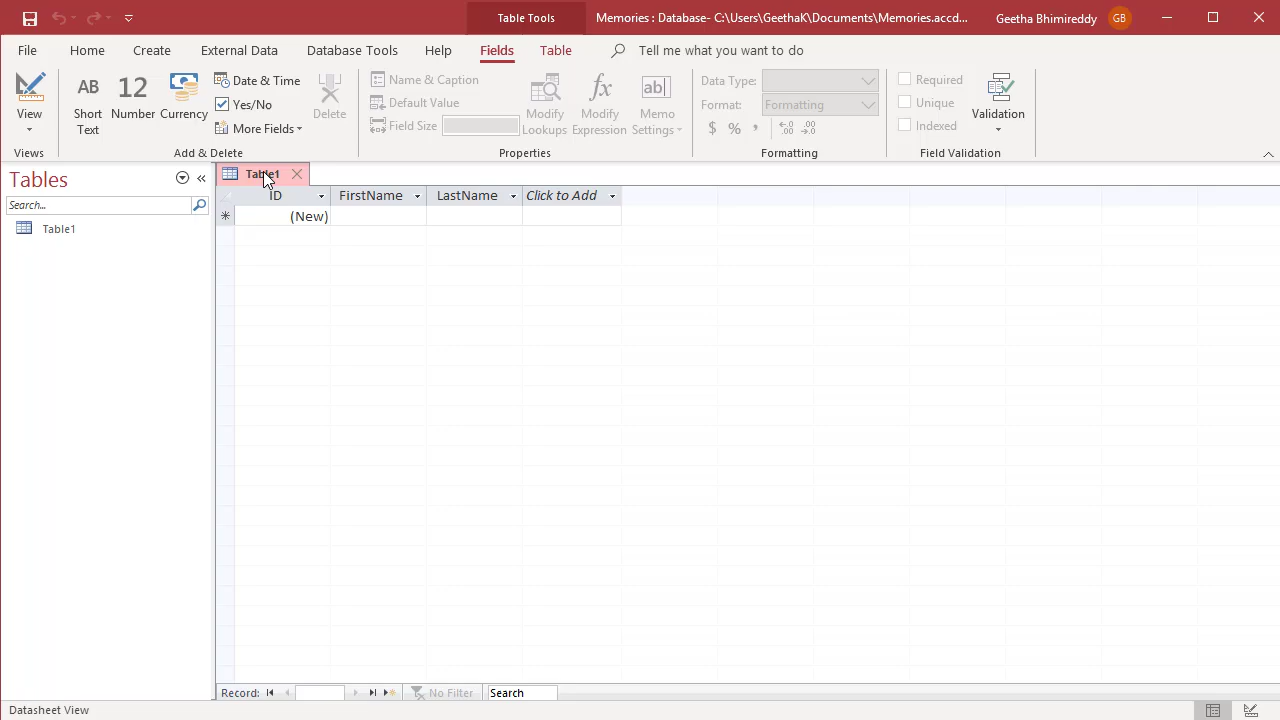 Table Tools
Memories : Database- C:\Users\GeethaK\Documents\Memories.accd...
Geetha Bhimireddy
GB
File
Home
Create
External Data
Database Tools
Help
Fields
Table
Tell me what you want to do
View
Views
AB
Short Text
12
Number
Currency
Date & Time
Yes/No
More Fields
Delete
Add & Delete
Name & Caption
Default Value
Field Size
Modify Lookups
fx
Modify Expression
ab
Memo Settings
Properties
Data Type:
Format:
Formatting
$ % , ←.0 .00 .00 →.0
Formatting
Required
Unique
Indexed
Validation
Field Validation
Tables
Search...
Table1
Table1
ID
FirstName
LastName
Click to Add
(New)
Record:
No Filter
Search
Datasheet View